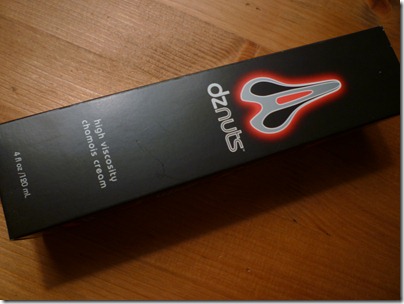 dznuts
high viscosity
chamois cream
4 fl oz /120 mL